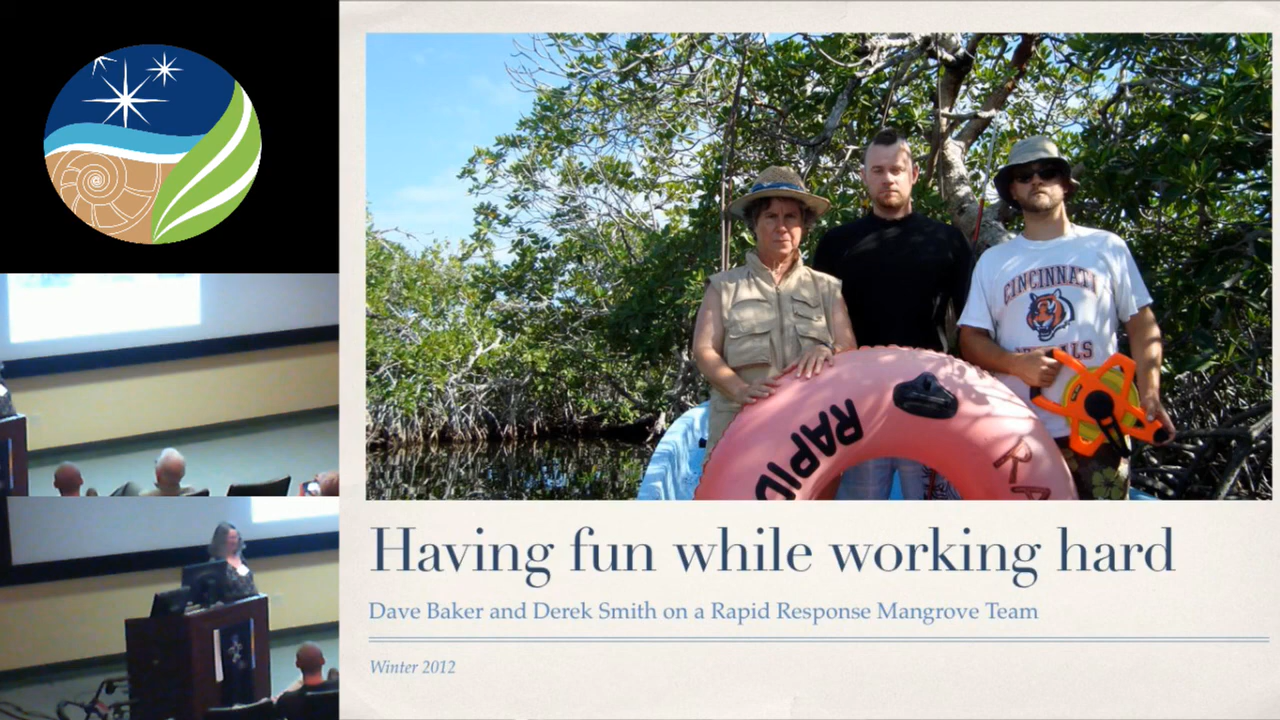 CINCINNATI
RAPID
RA
Having fun while working hard
Dave Baker and Derek Smith on a Rapid Response Mangrove Team
Winter 2012